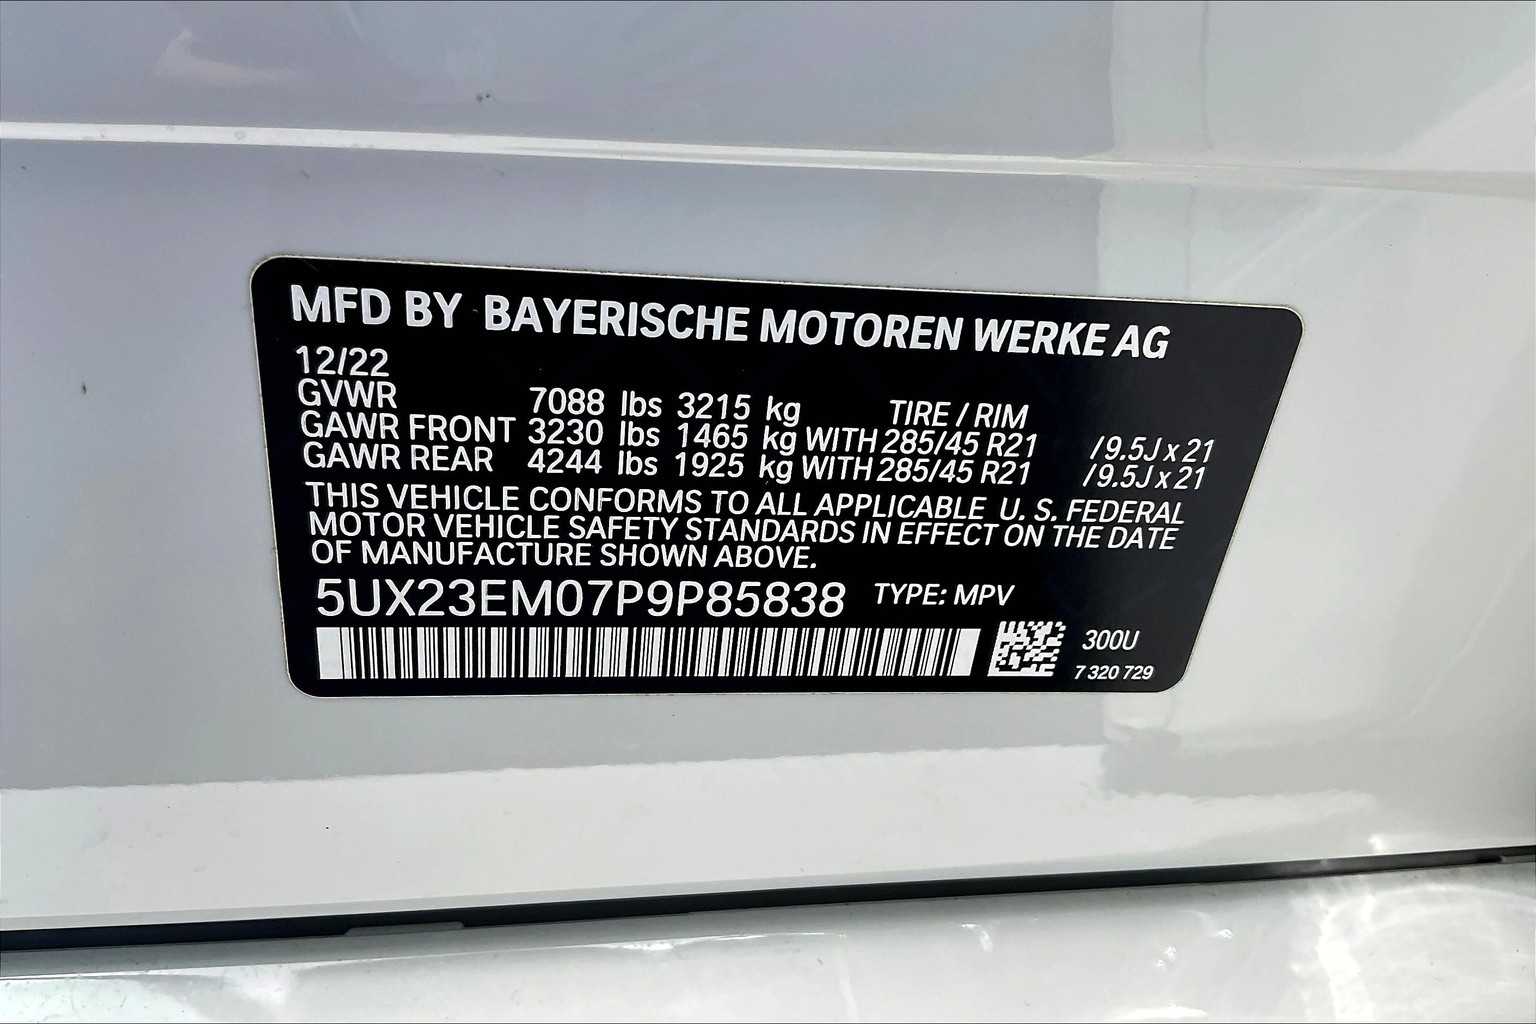 MFD BY BAYERISCHE MOTOREN WERKE AG
12/22
GVWR 7088 lbs 3215 kg TIRE / RIM
GAWR FRONT 3230 lbs 1465 kg WITH 285/45 R21 / 9.5J x 21
GAWR REAR 4244 lbs 1925 kg WITH 285/45 R21 / 9.5J x 21
THIS VEHICLE CONFORMS TO ALL APPLICABLE U. S. FEDERAL
MOTOR VEHICLE SAFETY STANDARDS IN EFFECT ON THE DATE
OF MANUFACTURE SHOWN ABOVE.
5UX23EM07P9P85838 TYPE: MPV
300U
7 320 729